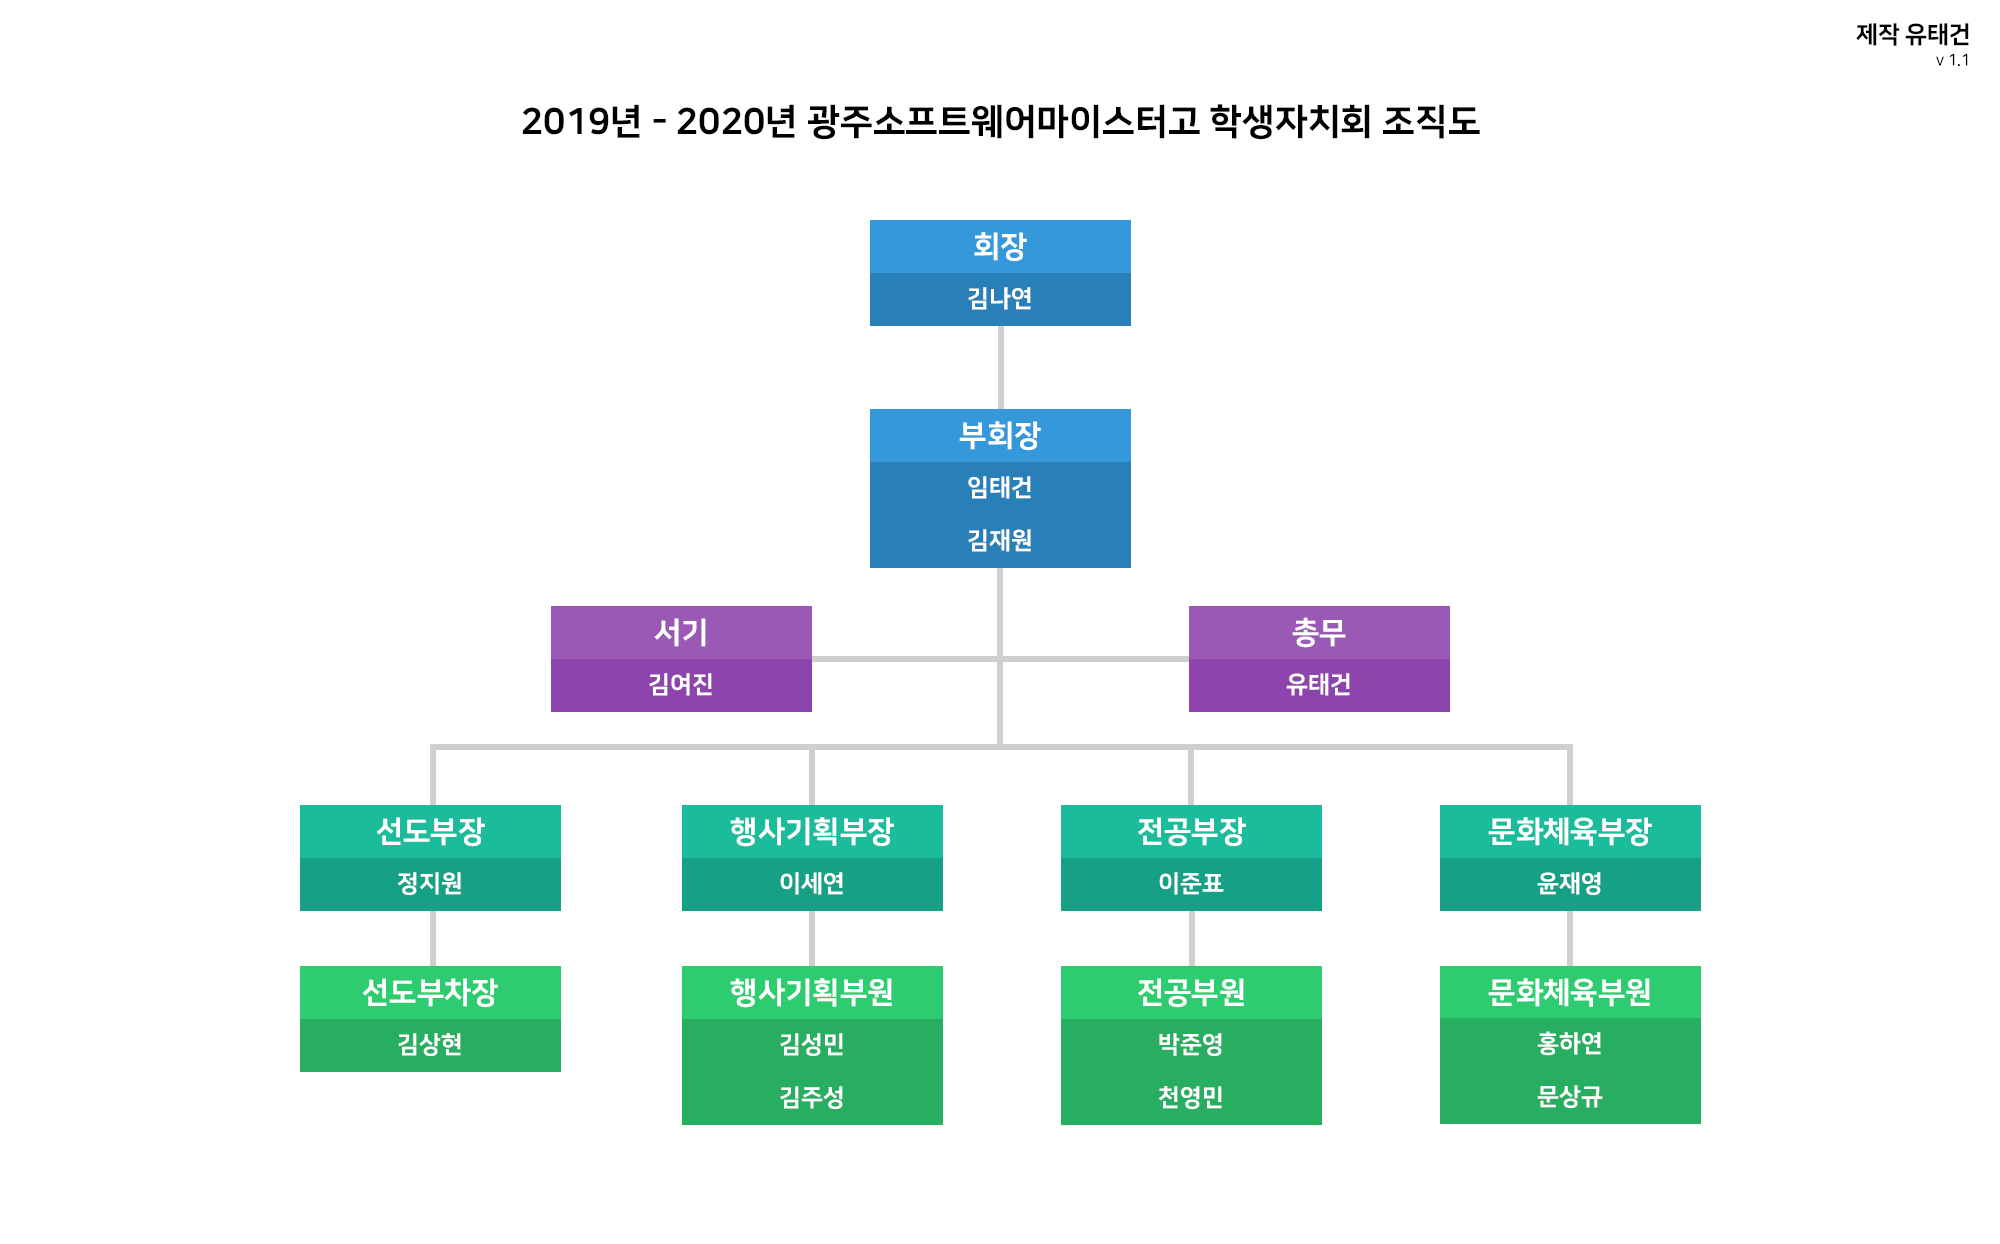 제작 유태건
v 1.1
2019년 - 2020년 광주소프트웨어마이스터고 학생자치회 조직도
회장
김나연
부회장
임태건
김재원
서기
김여진
총무
유태건
선도부장
정지원
행사기획부장
이세연
전공부장
이준표
문화체육부장
윤재영
선도부차장
김상현
행사기획부원
김성민
김주성
전공부원
박준영
천영민
문화체육부원
홍하연
문상규